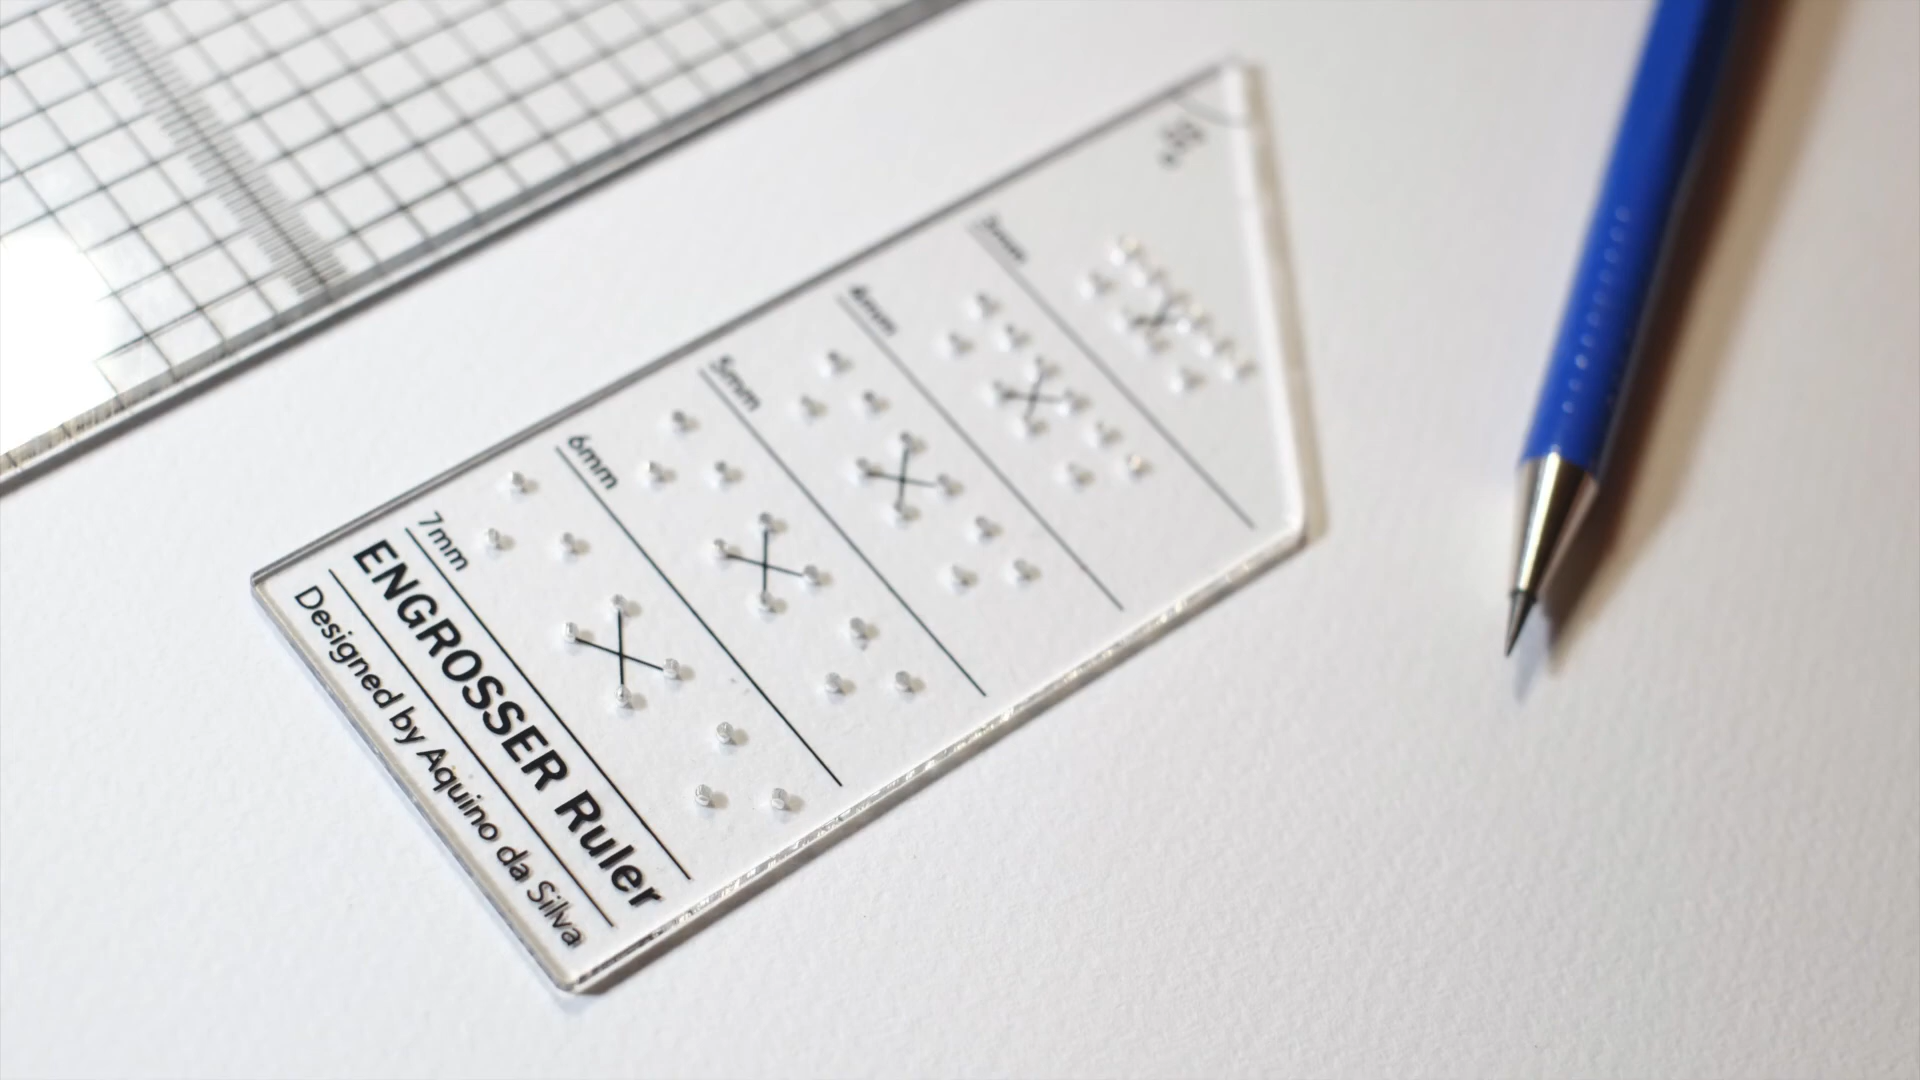 3mm
4mm
5mm
6mm
7mm
ENGROSSER Ruler
Designed by Aquino da Silva